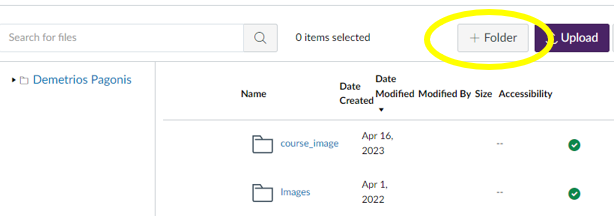 Search for files
0 items selected
+ Folder
Upload
Demetrios Pagonis
Name
Date Created
Date Modified
Modified By
Size
Accessibility
course_image
Apr 16, 2023
--
Images
Apr 1, 2022
--